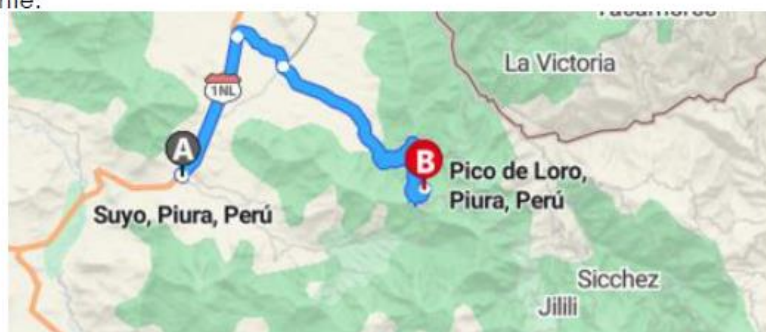 La Victoria
1NL
A
B
Pico de Loro,
Piura, Perú
Suyo, Piura, Perú
Sicchez
Jilili